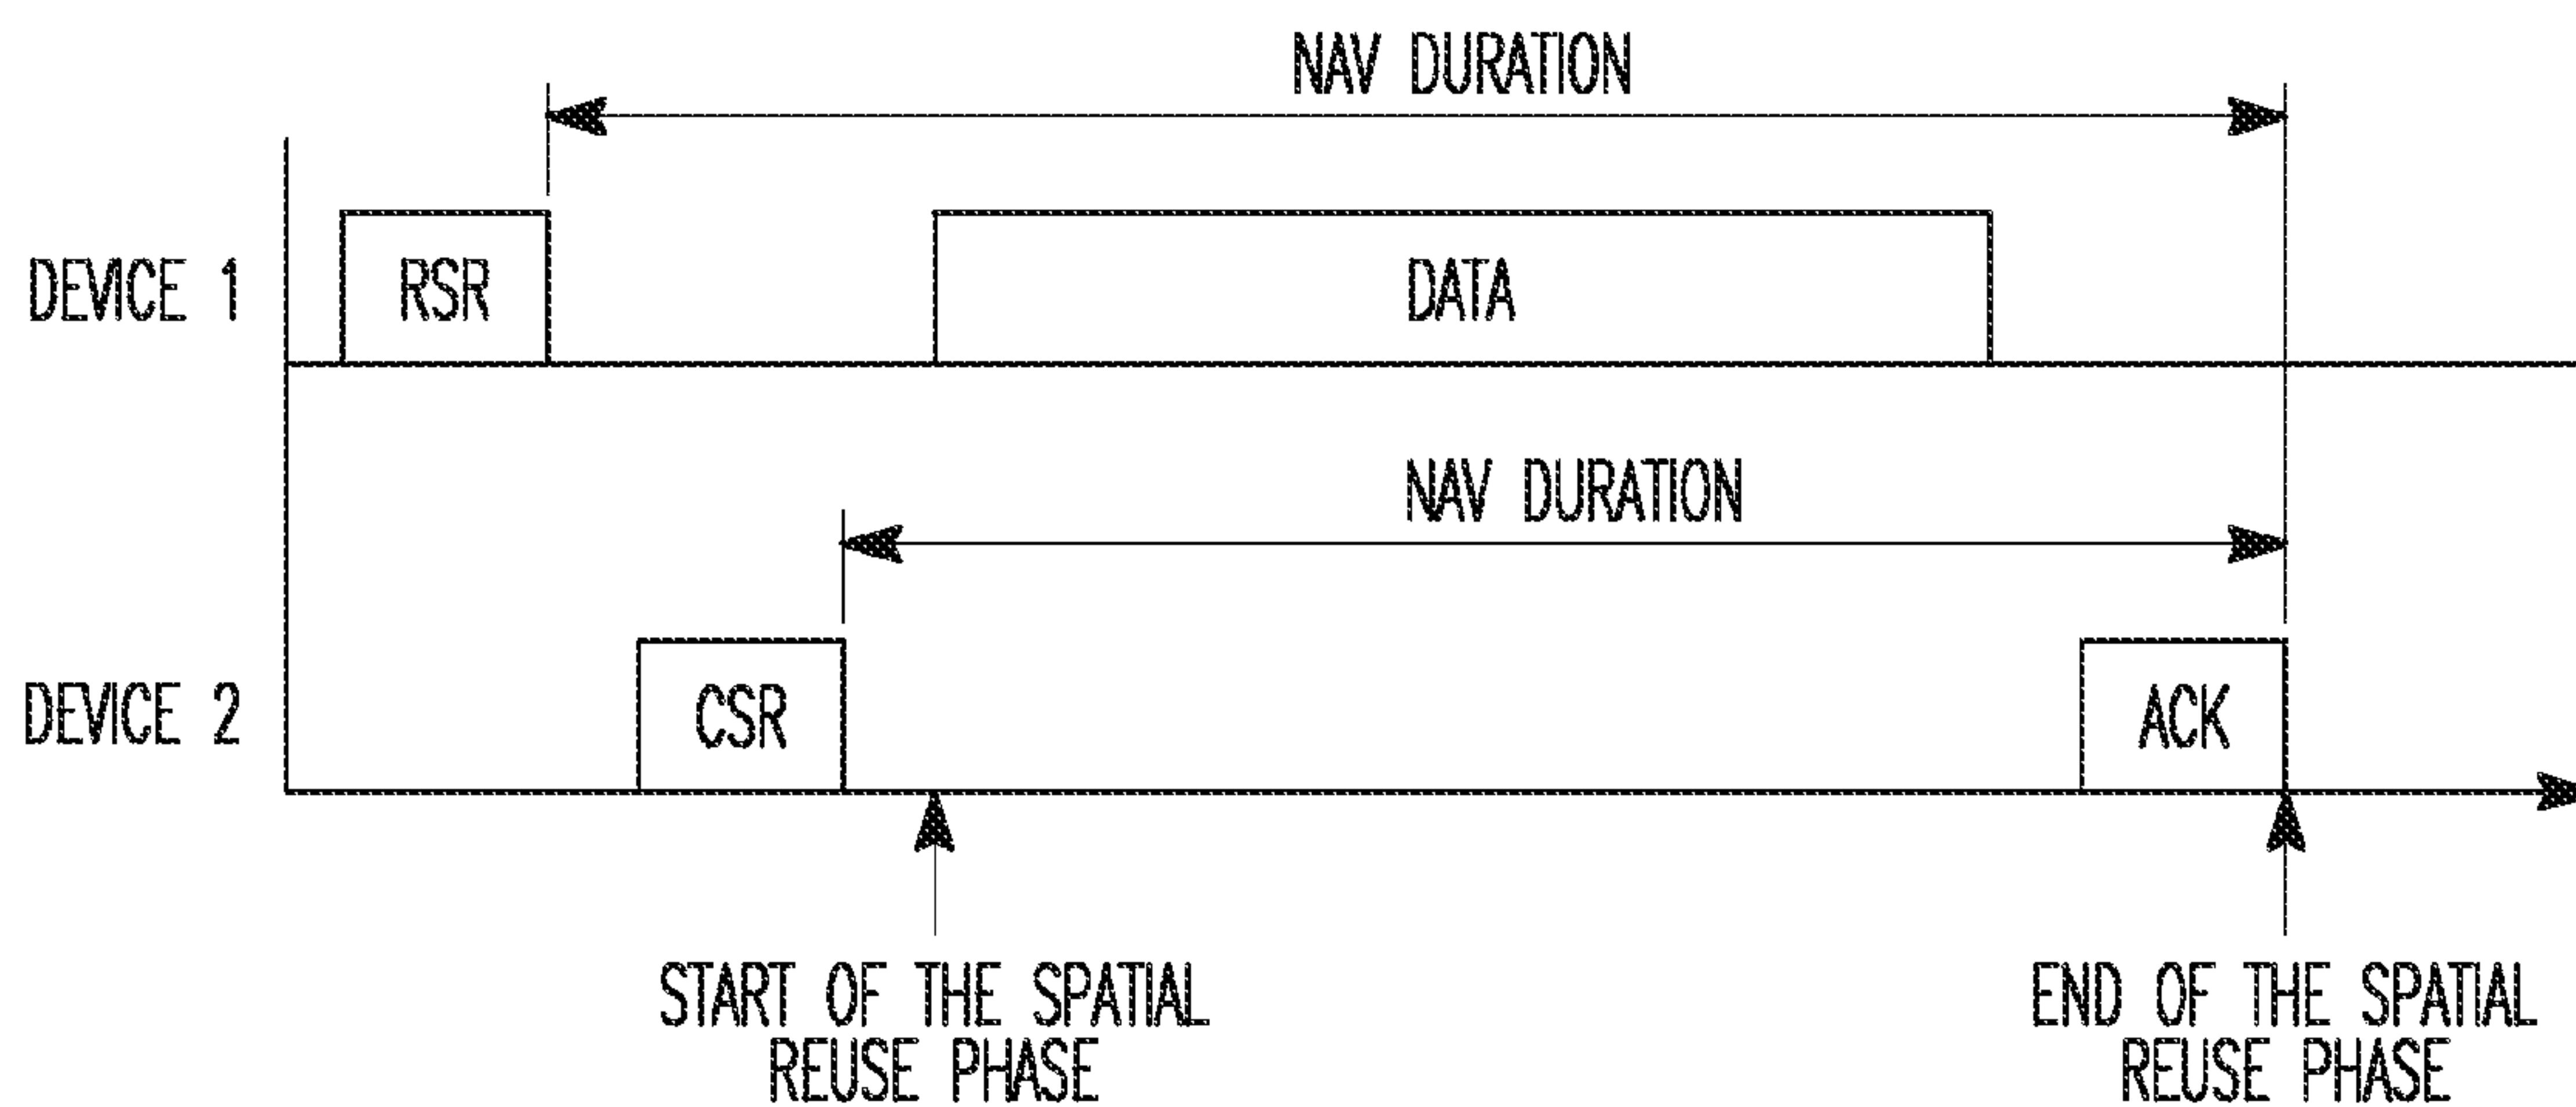 NAV DURATION
DEVICE 1
RSR
DATA
NAV DURATION
DEVICE 2
CSR
ACK
START OF THE SPATIAL
REUSE PHASE
END OF THE SPATIAL
REUSE PHASE